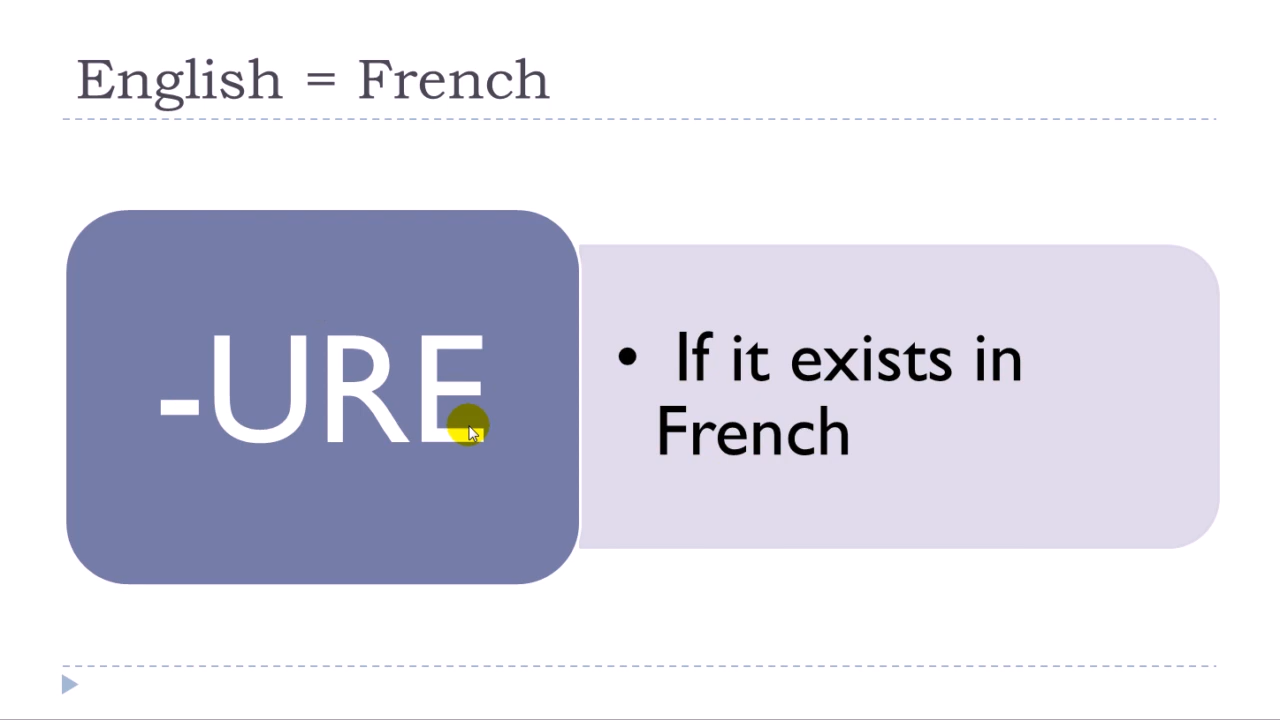 English = French
-URE
• If it exists in
French